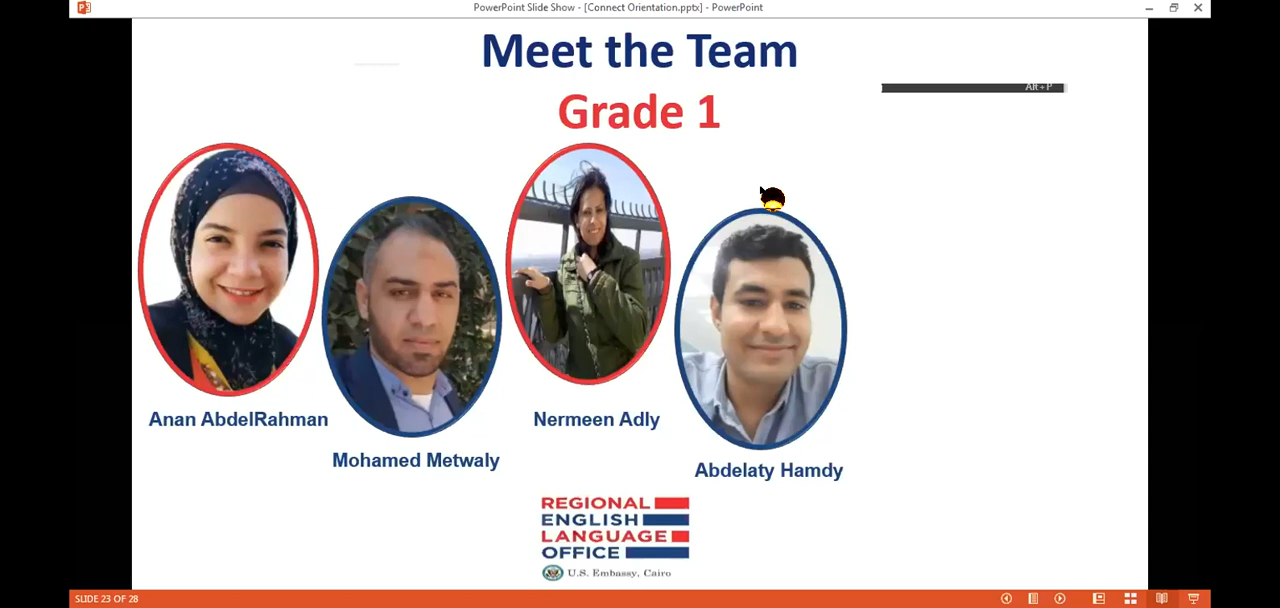 PowerPoint Slide Show - [Connect Orientation.pptx] - PowerPoint
Meet the Team
Alt+P
Grade 1
Anan AbdelRahman
Nermeen Adly
Mohamed Metwaly
Abdelaty Hamdy
REGIONAL
ENGLISH
LANGUAGE
OFFICE
U.S. Embassy, Cairo
SLIDE 23 OF 28